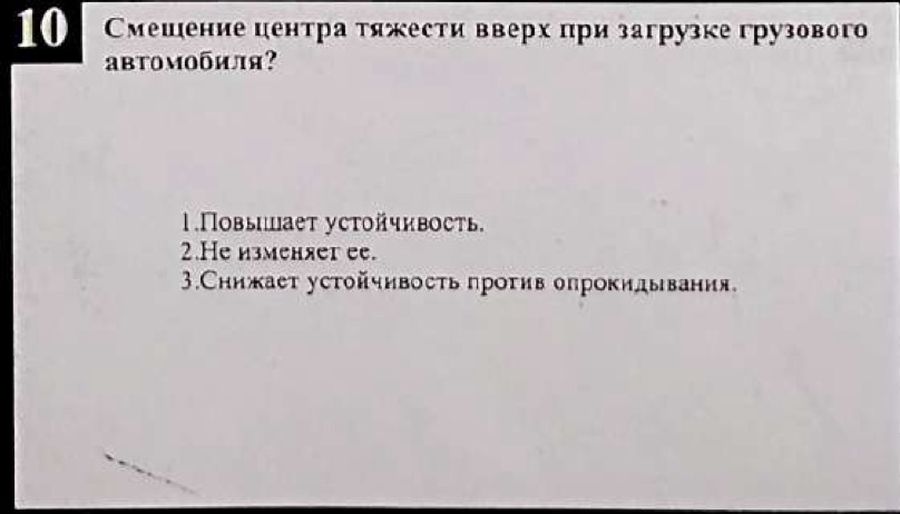 10
Смещение центра тяжести вверх при загрузке грузового
автомобиля?
1.Повышает устойчивость.
2.Не изменяет ее.
3.Снижает устойчивость против опрокидывания.